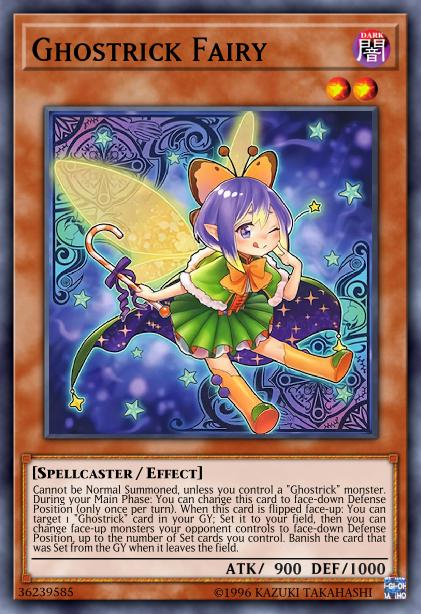 GHOSTRICK FAIRY
DARK
闇
[SPELLCASTER / EFFECT]
Cannot be Normal Summoned, unless you control a "Ghostrick" monster.
During your Main Phase: You can change this card to face-down Defense
Position (only once per turn). When this card is flipped face-up: You can
target 1 "Ghostrick" card in your GY; Set it to your field, then you can
change face-up monsters your opponent controls to face-down Defense
Position, up to the number of Set cards you control. Banish the card that
was Set from the GY when it leaves the field.
ATK/ 900 DEF/1000
36239585
©1996 KAZUKI TAKAHASHI